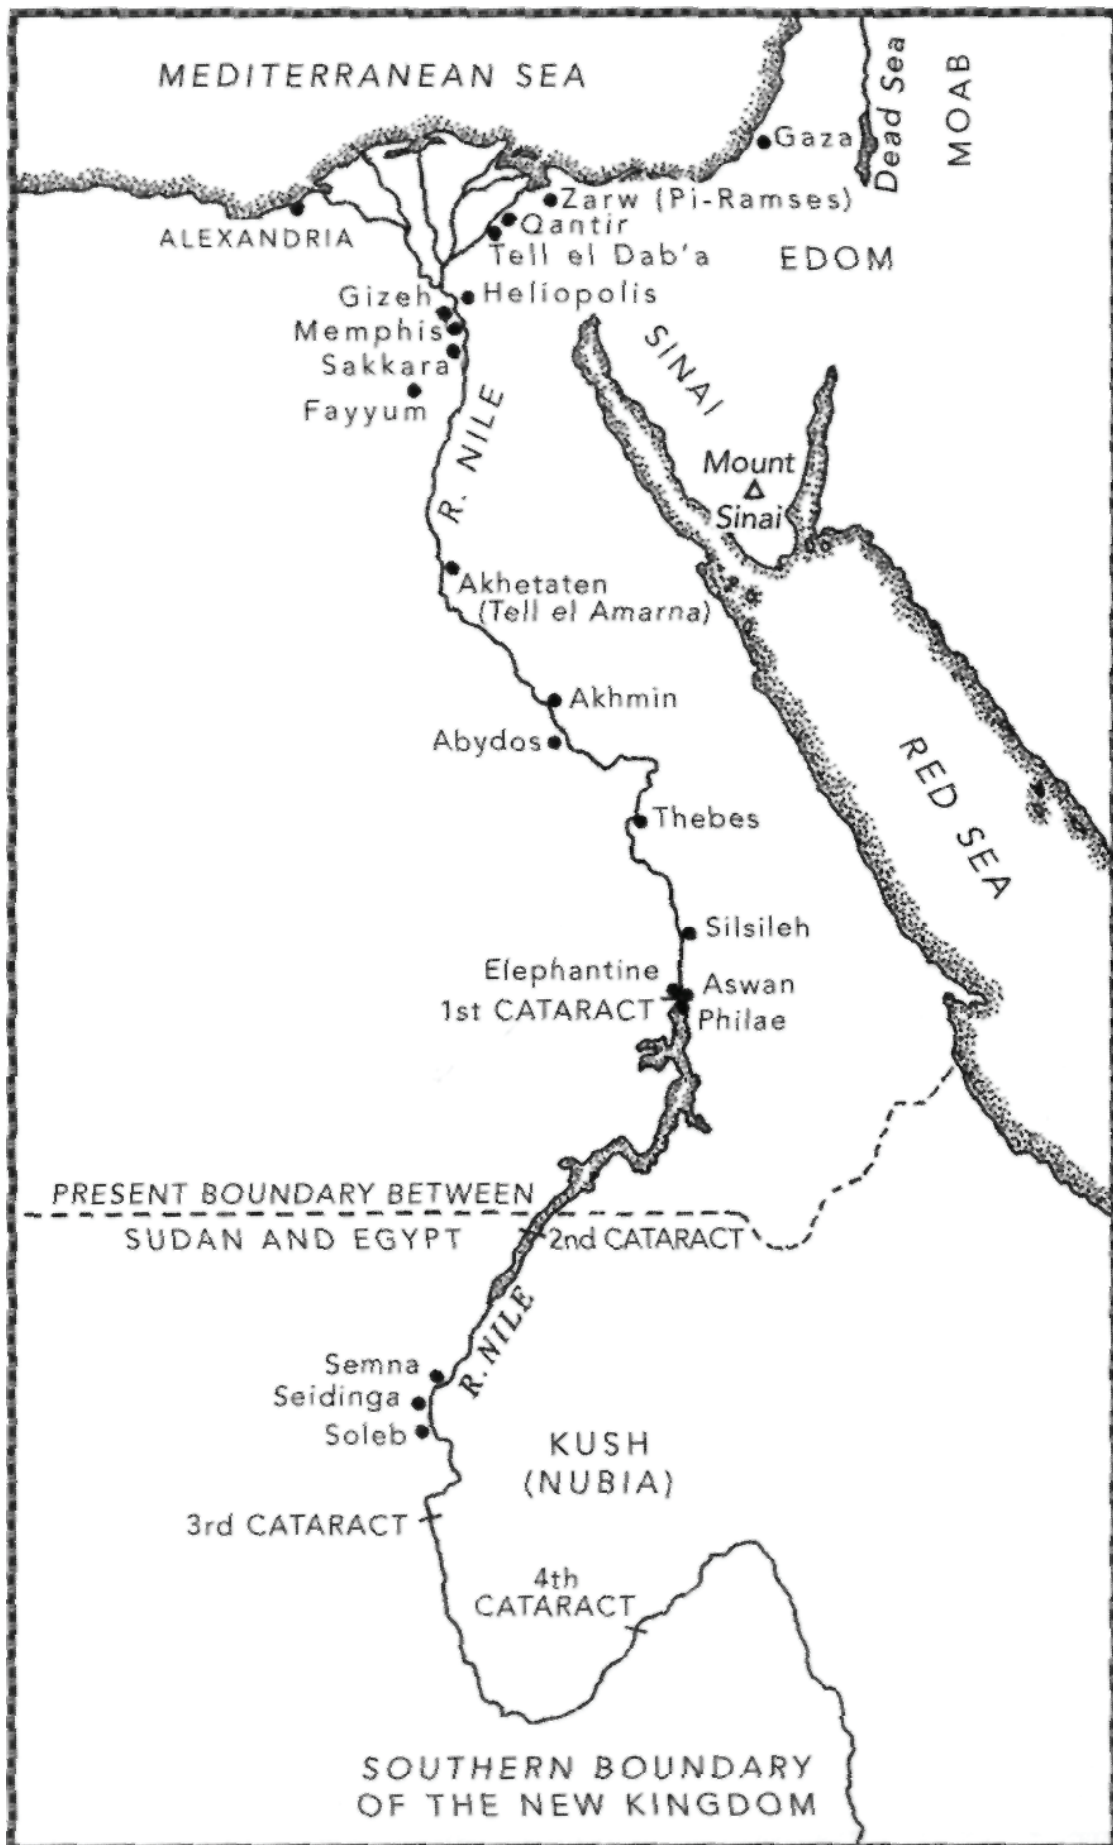 MEDITERRANEAN SEA
Dead Sea
MOAB
Gaza
Zarw (Pi-Ramses)
Qantir
ALEXANDRIA
Tell el Dab'a
EDOM
Gizeh
Heliopolis
Memphis
Sakkara
Fayyum
SINAI
R. NILE
Mount
Sinai
Akhetaten
(Tell el Amarna)
Akhmin
Abydos
RED SEA
Thebes
Silsileh
Elephantine
Aswan
1st CATARACT
Philae
PRESENT BOUNDARY BETWEEN
SUDAN AND EGYPT
2nd CATARACT
R. NILE
Semna
Seidinga
Soleb
KUSH
(NUBIA)
3rd CATARACT
4th
CATARACT
SOUTHERN BOUNDARY
OF THE NEW KINGDOM